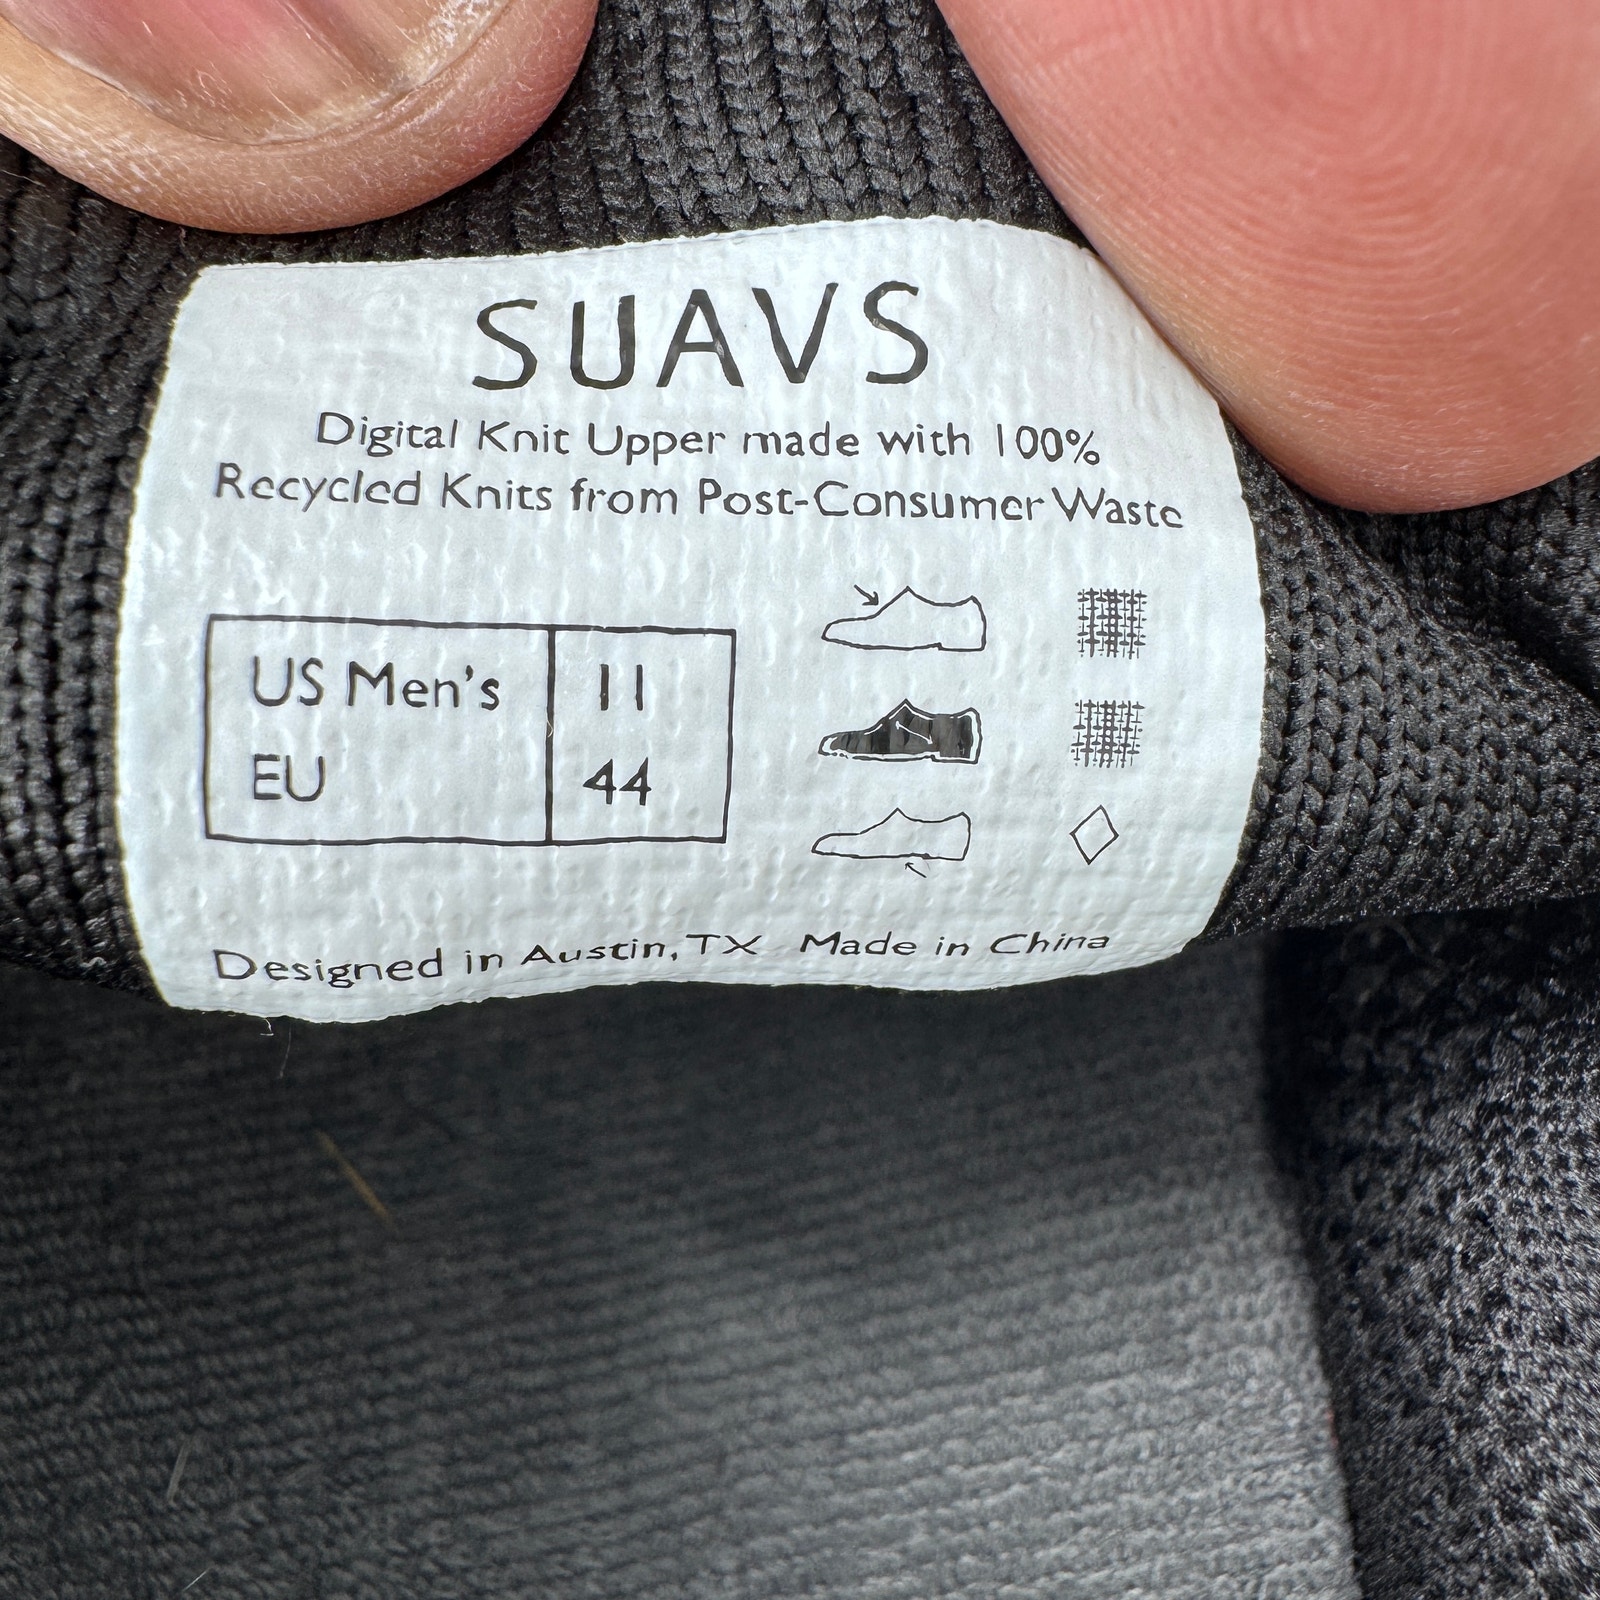 SUAVS
Digital Knit Upper made with 100%
Recycled Knits from Post-Consumer Waste
US Men's 11
EU 44
Designed in Austin, TX Made in China